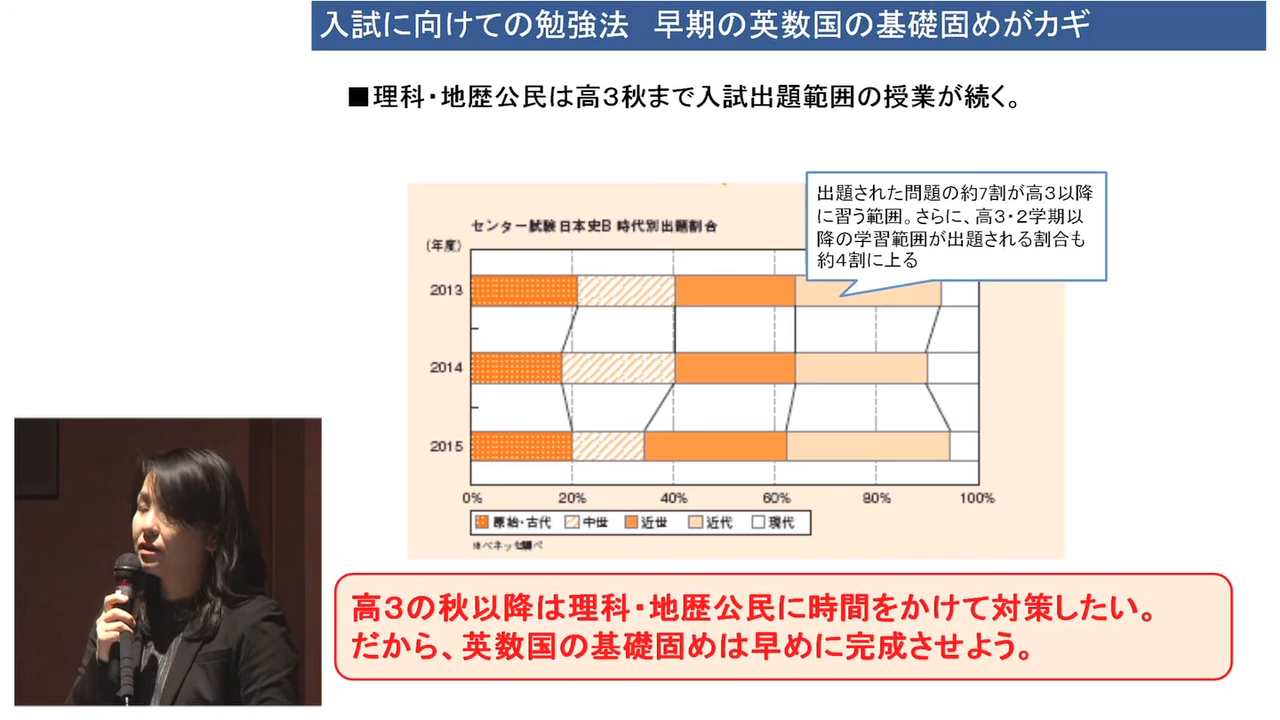 入試に向けての勉強法　早期の英数国の基礎固めがカギ
■理科・地歴公民は高３秋まで入試出題範囲の授業が続く。
出題された問題の約7割が高３以降
に習う範囲。さらに、高３・２学期以
降の学習範囲が出題される割合も
約４割に上る
センター試験日本史B 時代別出題割合
(年度)
2013
2014
2015
0% 20% 40% 60% 80% 100%
原始・古代 中世 近世 近代 現代
※ベネッセ調べ
高３の秋以降は理科・地歴公民に時間をかけて対策したい。
だから、英数国の基礎固めは早めに完成させよう。